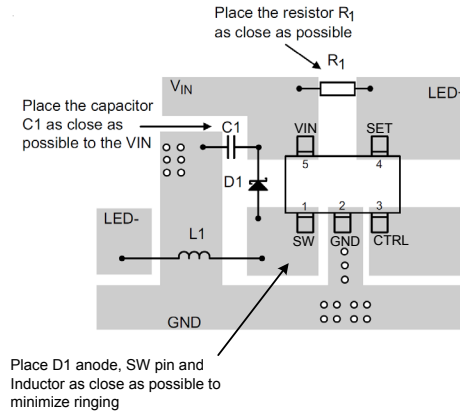 Place the resistor R1
as close as possible
R1
VIN
LED-
Place the capacitor
C1 as close as
possible to the VIN
C1
VIN
SET
5
4
D1
1
2
3
LED-
SW
GND
CTRL
L1
GND
Place D1 anode, SW pin and
Inductor as close as possible to
minimize ringing